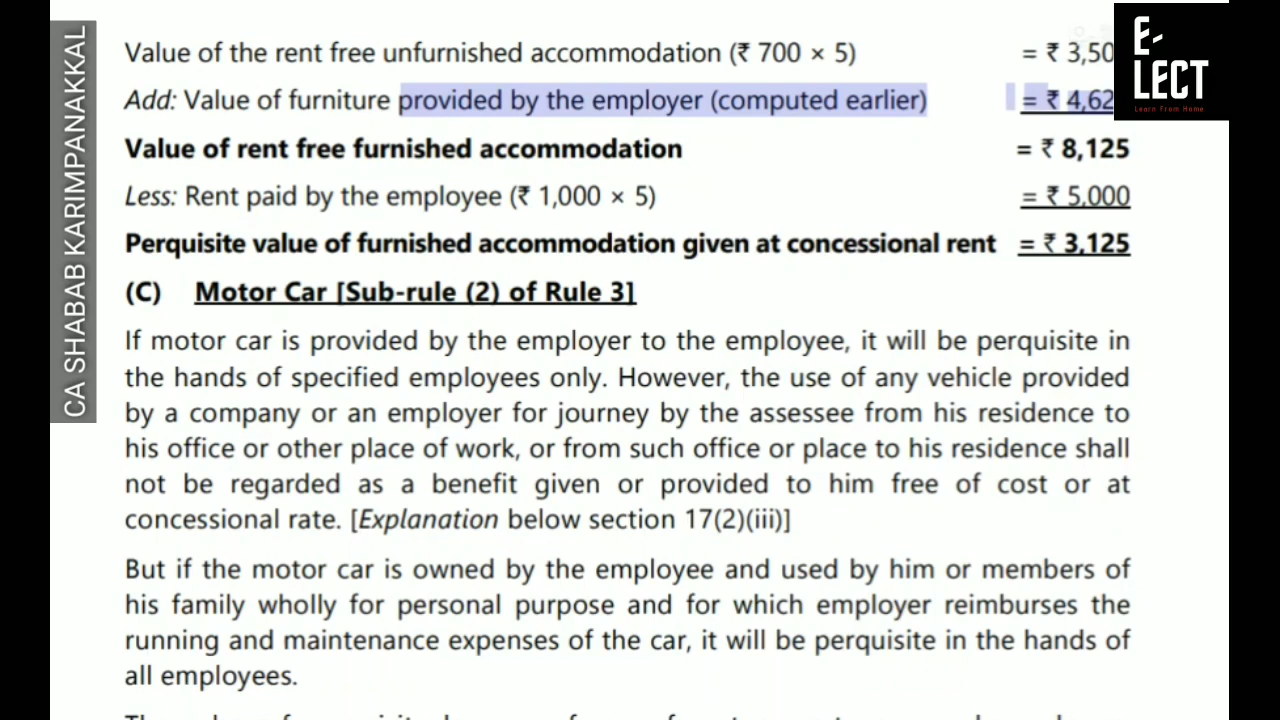 Value of the rent free unfurnished accommodation (₹ 700 × 5) = ₹ 3,50
Add: Value of furniture provided by the employer (computed earlier) = ₹ 4,62
Value of rent free furnished accommodation = ₹ 8,125
Less: Rent paid by the employee (₹ 1,000 × 5) = ₹ 5,000
Perquisite value of furnished accommodation given at concessional rent = ₹ 3,125
(C) Motor Car [Sub-rule (2) of Rule 3]
If motor car is provided by the employer to the employee, it will be perquisite in
the hands of specified employees only. However, the use of any vehicle provided
by a company or an employer for journey by the assessee from his residence to
his office or other place of work, or from such office or place to his residence shall
not be regarded as a benefit given or provided to him free of cost or at
concessional rate. [Explanation below section 17(2)(iii)]
But if the motor car is owned by the employee and used by him or members of
his family wholly for personal purpose and for which employer reimburses the
running and maintenance expenses of the car, it will be perquisite in the hands of
all employees.
CA SHABAB KARIMPANAKKAL
E-
LECT
Learn From Home